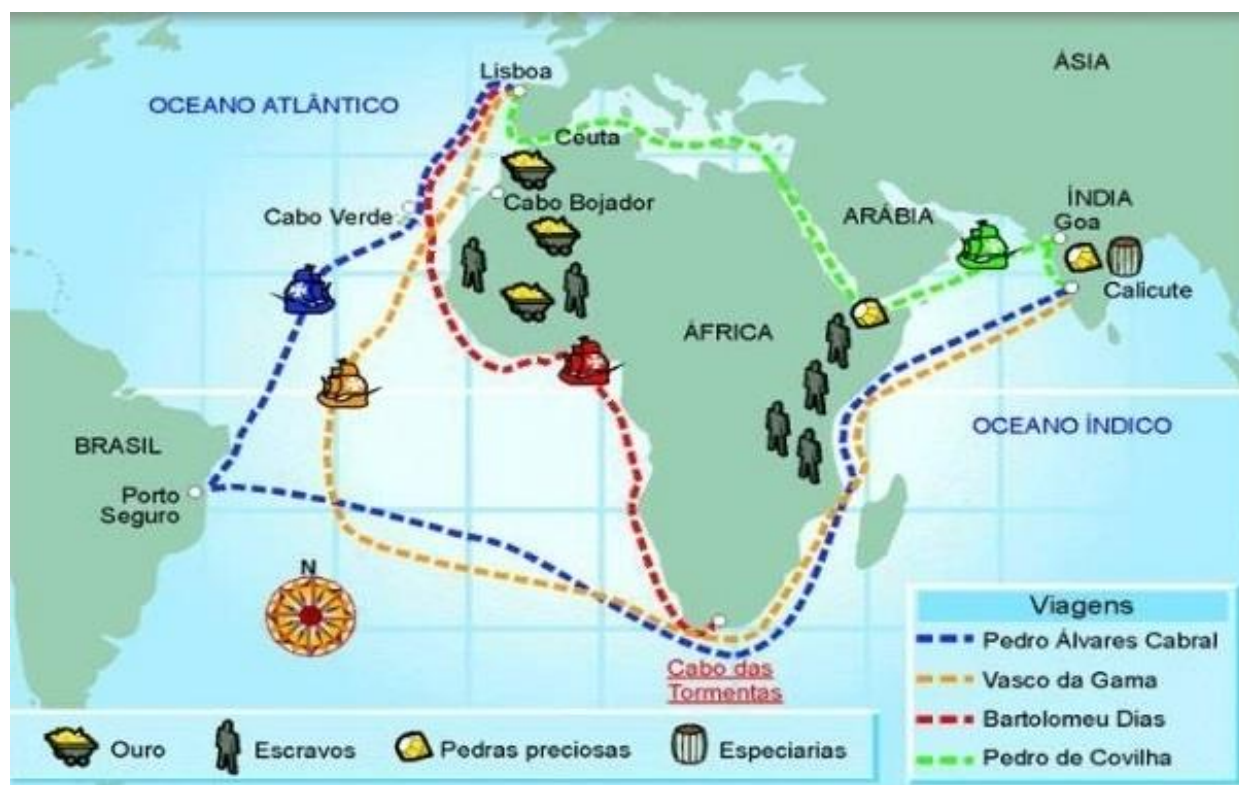 ÁSIA
Lisboa
OCEANO ATLÂNTICO
Ceuta
Cabo Verde
Cabo Bojador
ARÁBIA
ÍNDIA
Goa
Calicute
ÁFRICA
BRASIL
OCEANO ÍNDICO
Porto
Seguro
N
Cabo das
Tormentas
Viagens
Pedro Álvares Cabral
Vasco da Gama
Bartolomeu Dias
Pedro de Covilha
Ouro
Escravos
Pedras preciosas
Especiarias